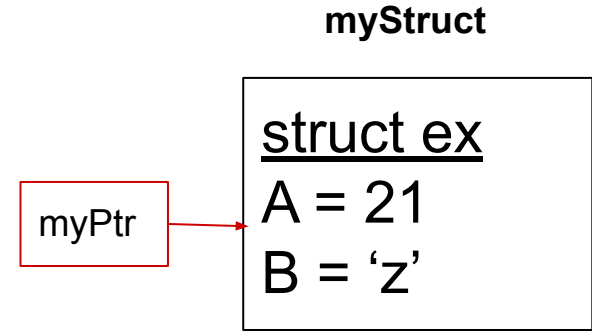 myStruct
struct ex
A = 21
myPtr
B = ‘z’